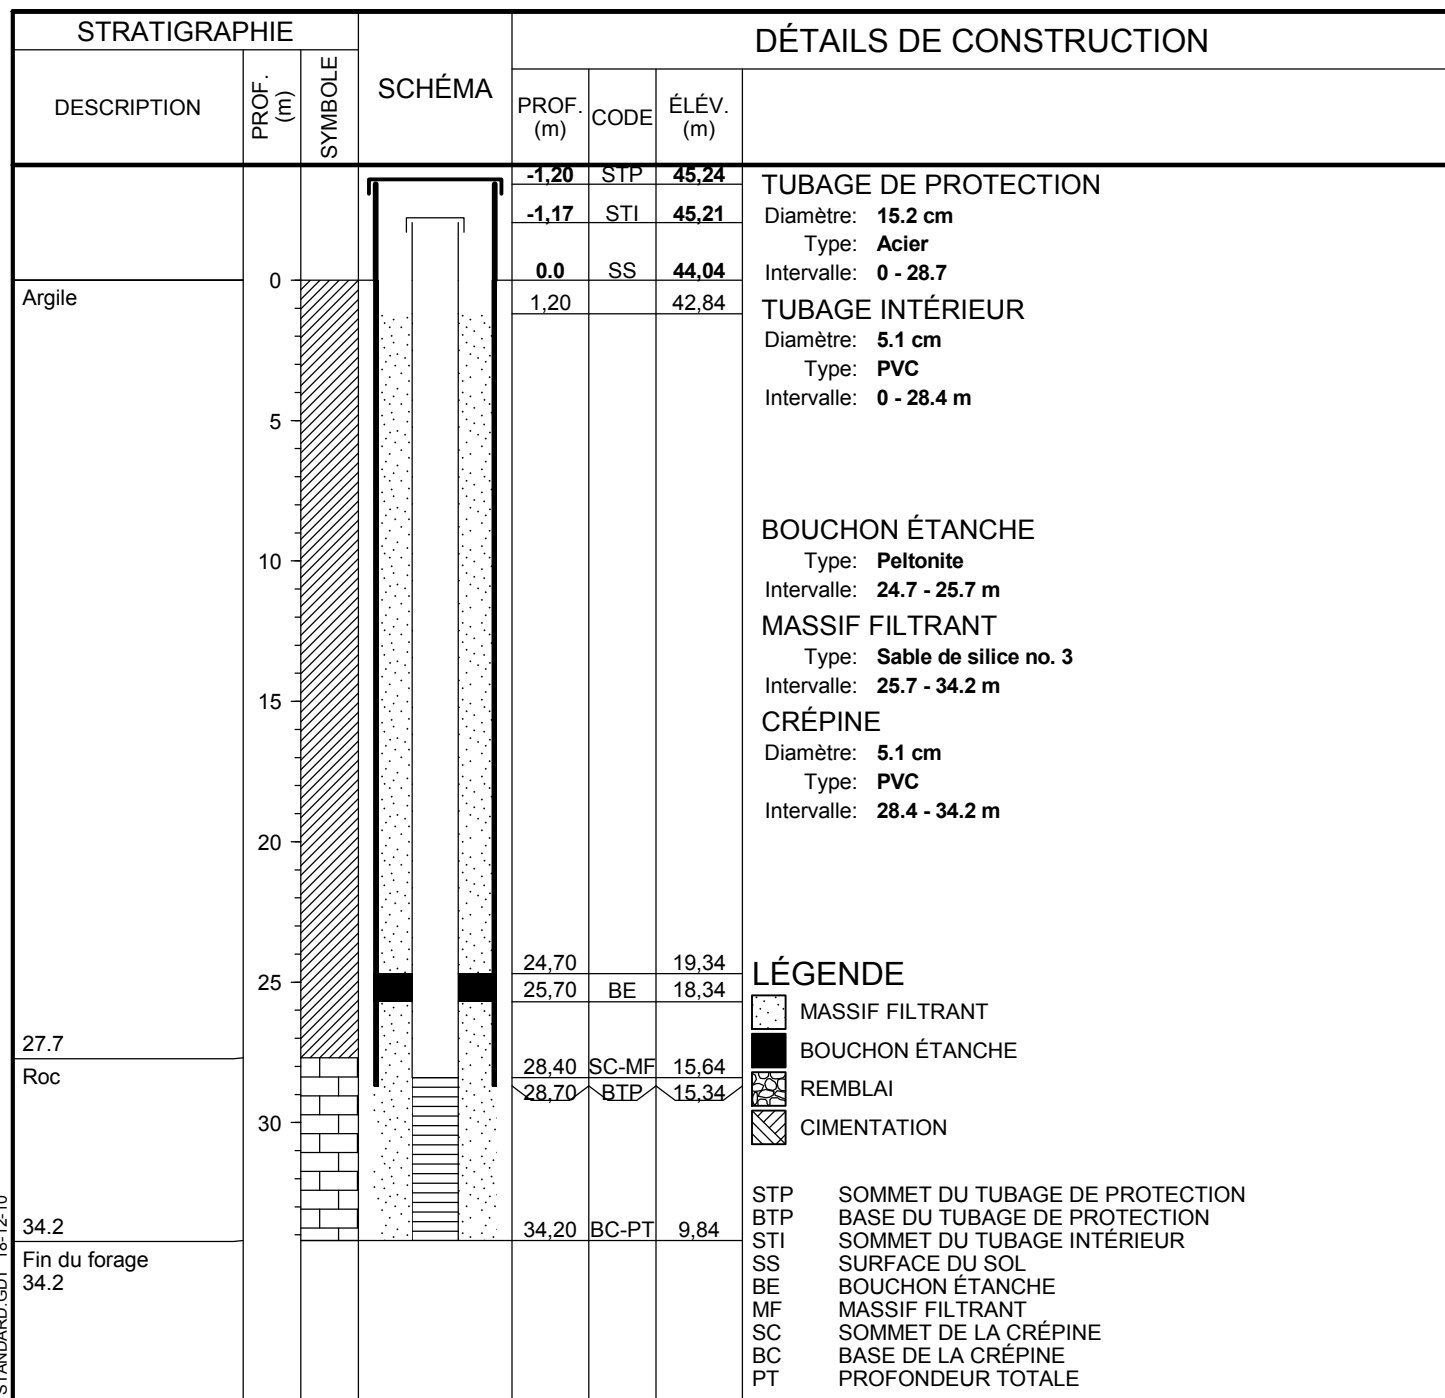 STRATIGRAPHIE
DESCRIPTION
PROF. (m)
SYMBOLE
SCHÉMA
DÉTAILS DE CONSTRUCTION
PROF. (m)
CODE
ÉLÉV. (m)
-1,20 STP 45,24
-1,17 STI 45,21
0.0 SS 44,04
1,20 42,84
24,70 19,34
25,70 BE 18,34
28,40 SC-MF 15,64
28,70 BTP 15,34
34,20 BC-PT 9,84
Argile
27.7
Roc
34.2
Fin du forage
34.2
0
5
10
15
20
25
30
TUBAGE DE PROTECTION
Diamètre: 15.2 cm
Type: Acier
Intervalle: 0 - 28.7
TUBAGE INTÉRIEUR
Diamètre: 5.1 cm
Type: PVC
Intervalle: 0 - 28.4 m
BOUCHON ÉTANCHE
Type: Peltonite
Intervalle: 24.7 - 25.7 m
MASSIF FILTRANT
Type: Sable de silice no. 3
Intervalle: 25.7 - 34.2 m
CRÉPINE
Diamètre: 5.1 cm
Type: PVC
Intervalle: 28.4 - 34.2 m
LÉGENDE
MASSIF FILTRANT
BOUCHON ÉTANCHE
REMBLAI
CIMENTATION
STP SOMMET DU TUBAGE DE PROTECTION
BTP BASE DU TUBAGE DE PROTECTION
STI SOMMET DU TUBAGE INTÉRIEUR
SS SURFACE DU SOL
BE BOUCHON ÉTANCHE
MF MASSIF FILTRANT
SC SOMMET DE LA CRÉPINE
BC BASE DE LA CRÉPINE
PT PROFONDEUR TOTALE
STANDARD.GDT 18-12-10